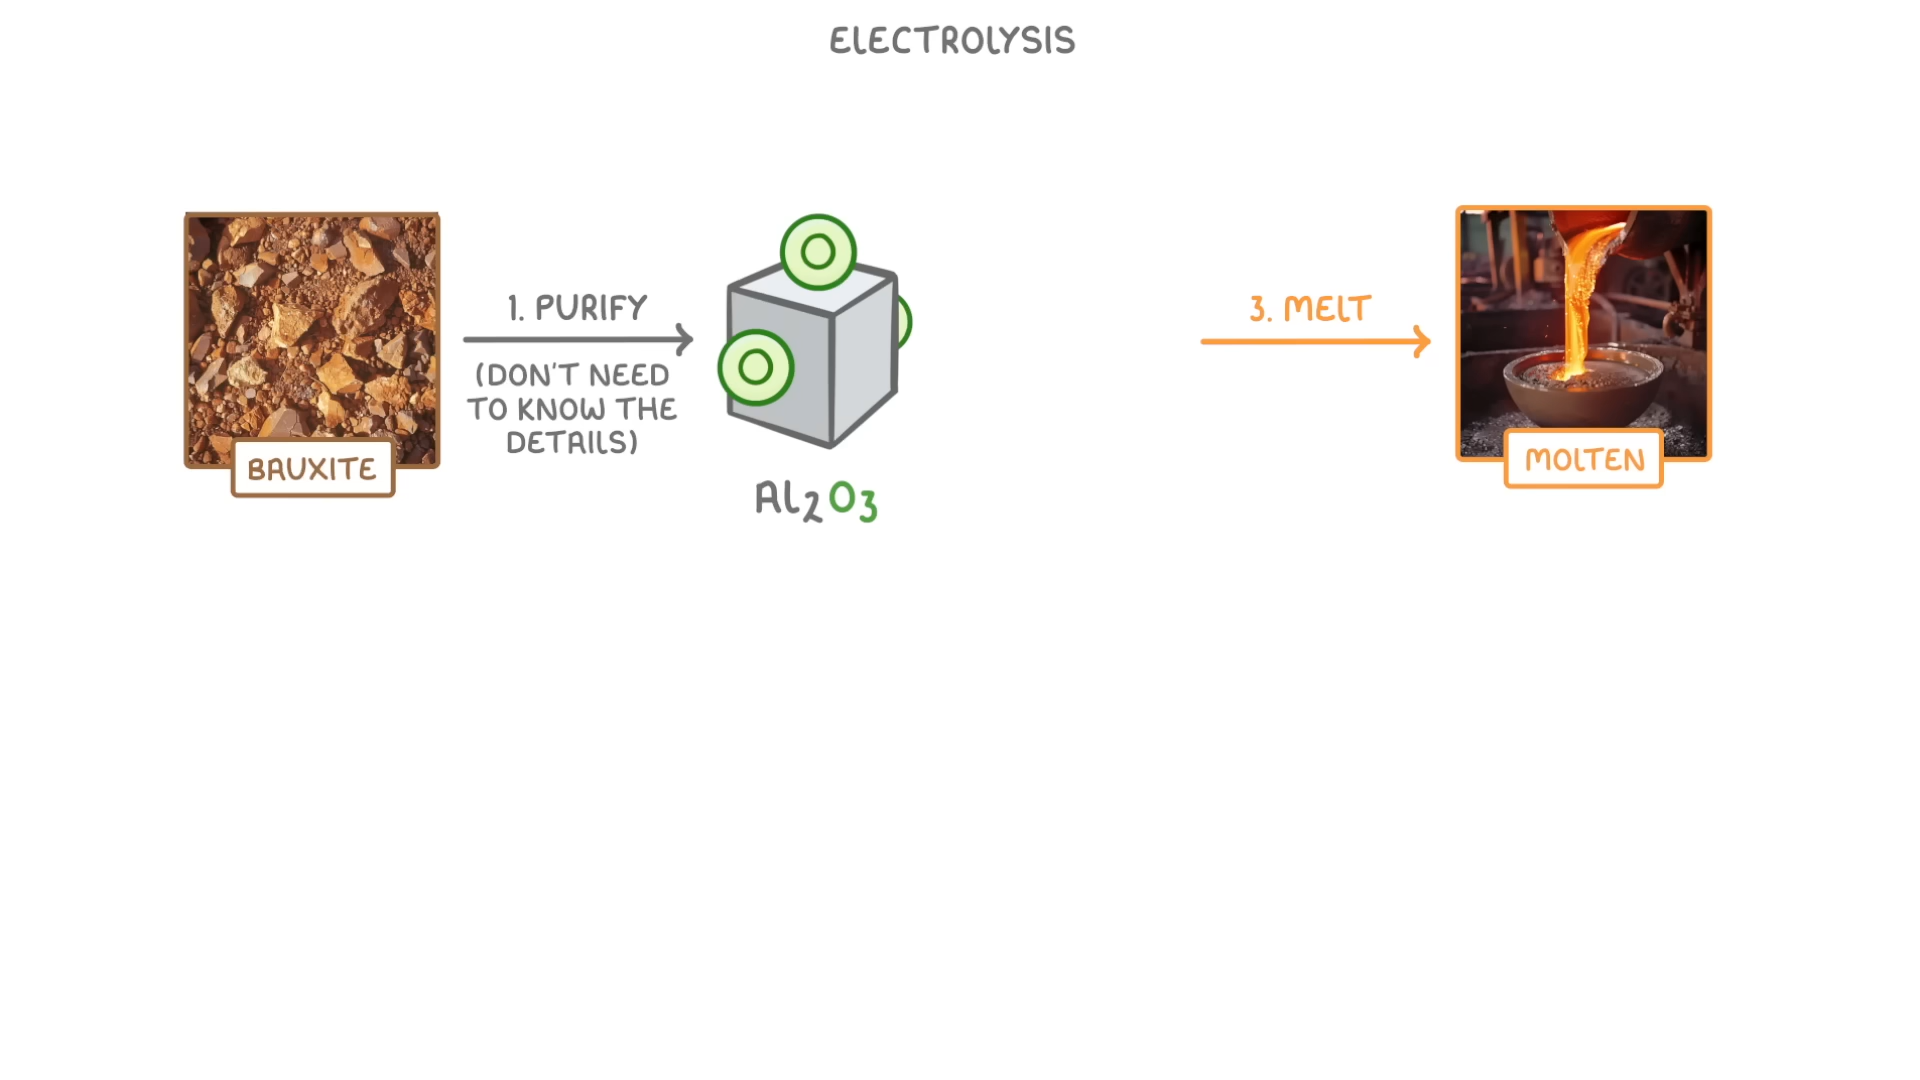 ELECTROLYSIS
1. PURIFY
(DON'T NEED
TO KNOW THE
DETAILS)
BAUXITE
O
O
Al₂O₃
3. MELT
MOLTEN